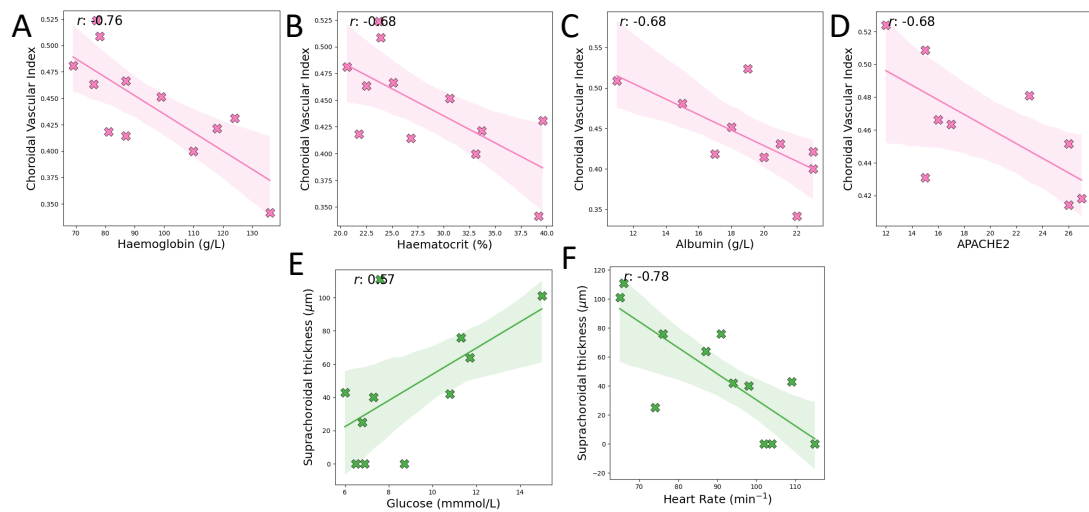 A
r: -0.76
0.525
0.500
0.475
0.450
0.425
0.400
0.375
0.350
Choroidal Vascular Index
70 80 90 100 110 120 130
Haemoglobin (g/L)
B
r: -0.68
0.525
0.500
0.475
0.450
0.425
0.400
0.375
0.350
Choroidal Vascular Index
20.0 22.5 25.0 27.5 30.0 32.5 35.0 37.5 40.0
Haematocrit (%)
C
r: -0.68
0.55
0.50
0.45
0.40
0.35
Choroidal Vascular Index
12 14 16 18 20 22
Albumin (g/L)
D
r: -0.68
0.52
0.50
0.48
0.46
0.44
0.42
Choroidal Vascular Index
12 14 16 18 20 22 24 26
APACHE2
E
r: 0.57
100
80
60
40
20
0
Suprachoroidal thickness (μm)
6 8 10 12 14
Glucose (mmmol/L)
F
r: -0.78
120
100
80
60
40
20
0
−20
Suprachoroidal thickness (μm)
70 80 90 100 110
Heart Rate (min⁻¹)